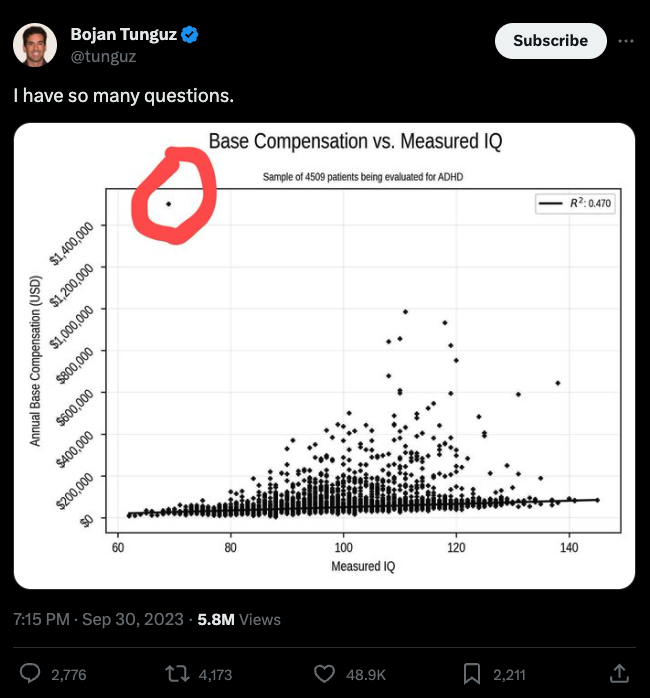 Bojan Tunguz
@tunguz
Subscribe
I have so many questions.
Base Compensation vs. Measured IQ
Sample of 4509 patients being evaluated for ADHD
R²: 0.470
Annual Base Compensation (USD)
$1,400,000
$1,200,000
$1,000,000
$800,000
$600,000
$400,000
$200,000
$0
60 80 100 120 140
Measured IQ
7:15 PM · Sep 30, 2023 · 5.8M Views
2,776 4,173 48.9K 2,211